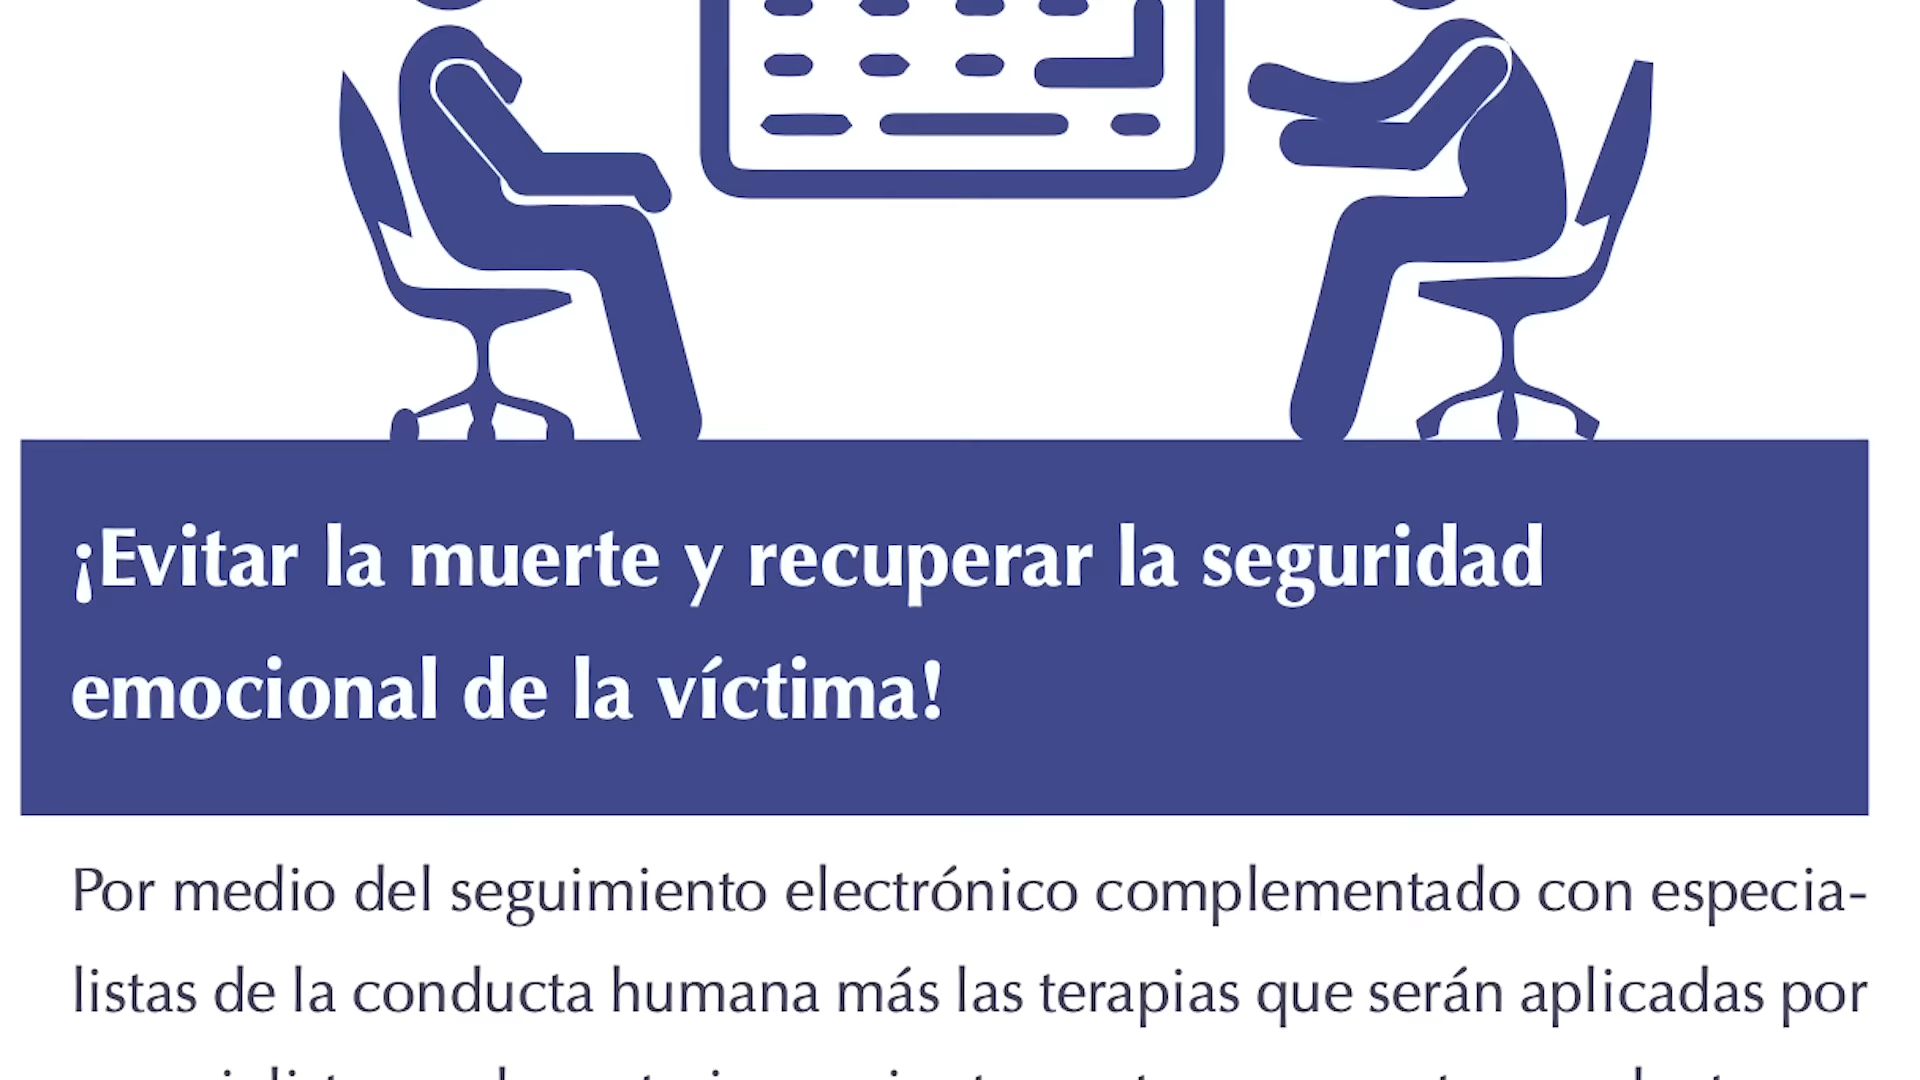 ¡Evitar la muerte y recuperar la seguridad
emocional de la víctima!
Por medio del seguimiento electrónico complementado con especia-
listas de la conducta humana más las terapias que serán aplicadas por